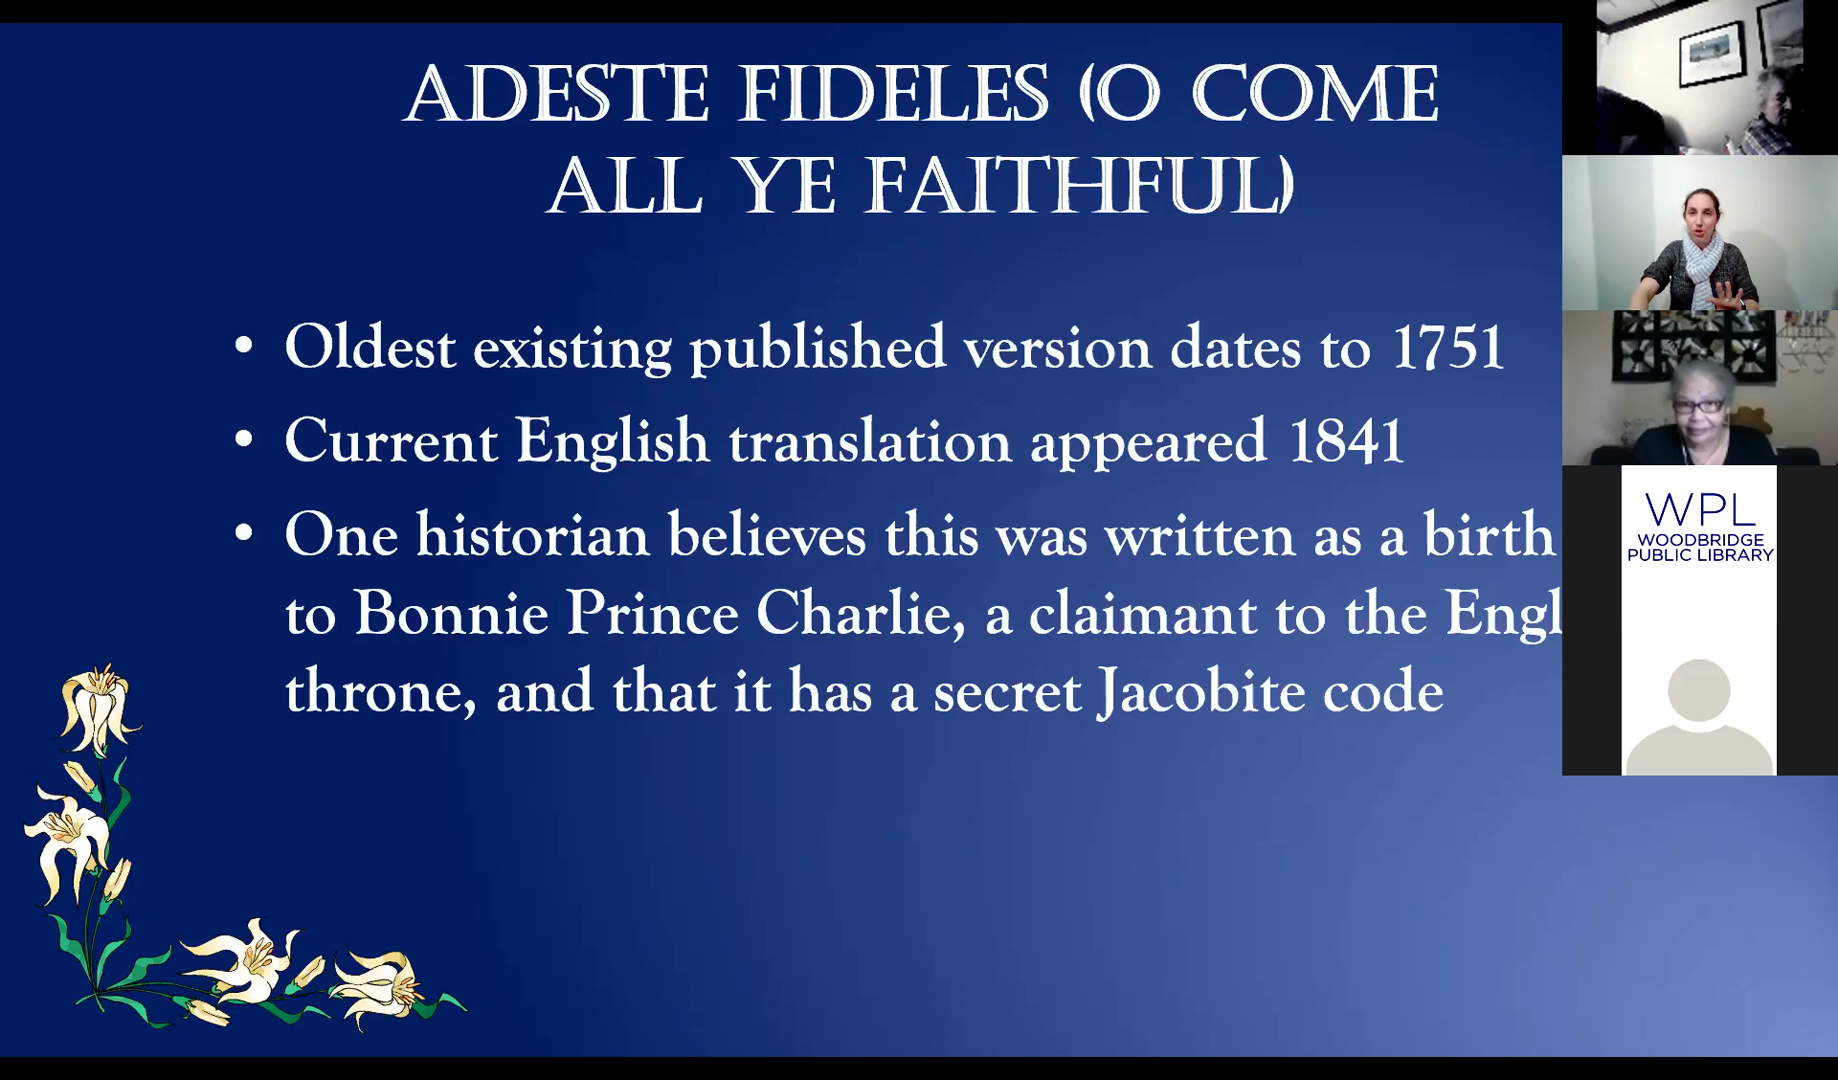 ADESTE FIDELES (O COME
ALL YE FAITHFUL)
• Oldest existing published version dates to 1751
• Current English translation appeared 1841
• One historian believes this was written as a birth
to Bonnie Prince Charlie, a claimant to the Engl
throne, and that it has a secret Jacobite code
WPL
WOODBRIDGE
PUBLIC LIBRARY